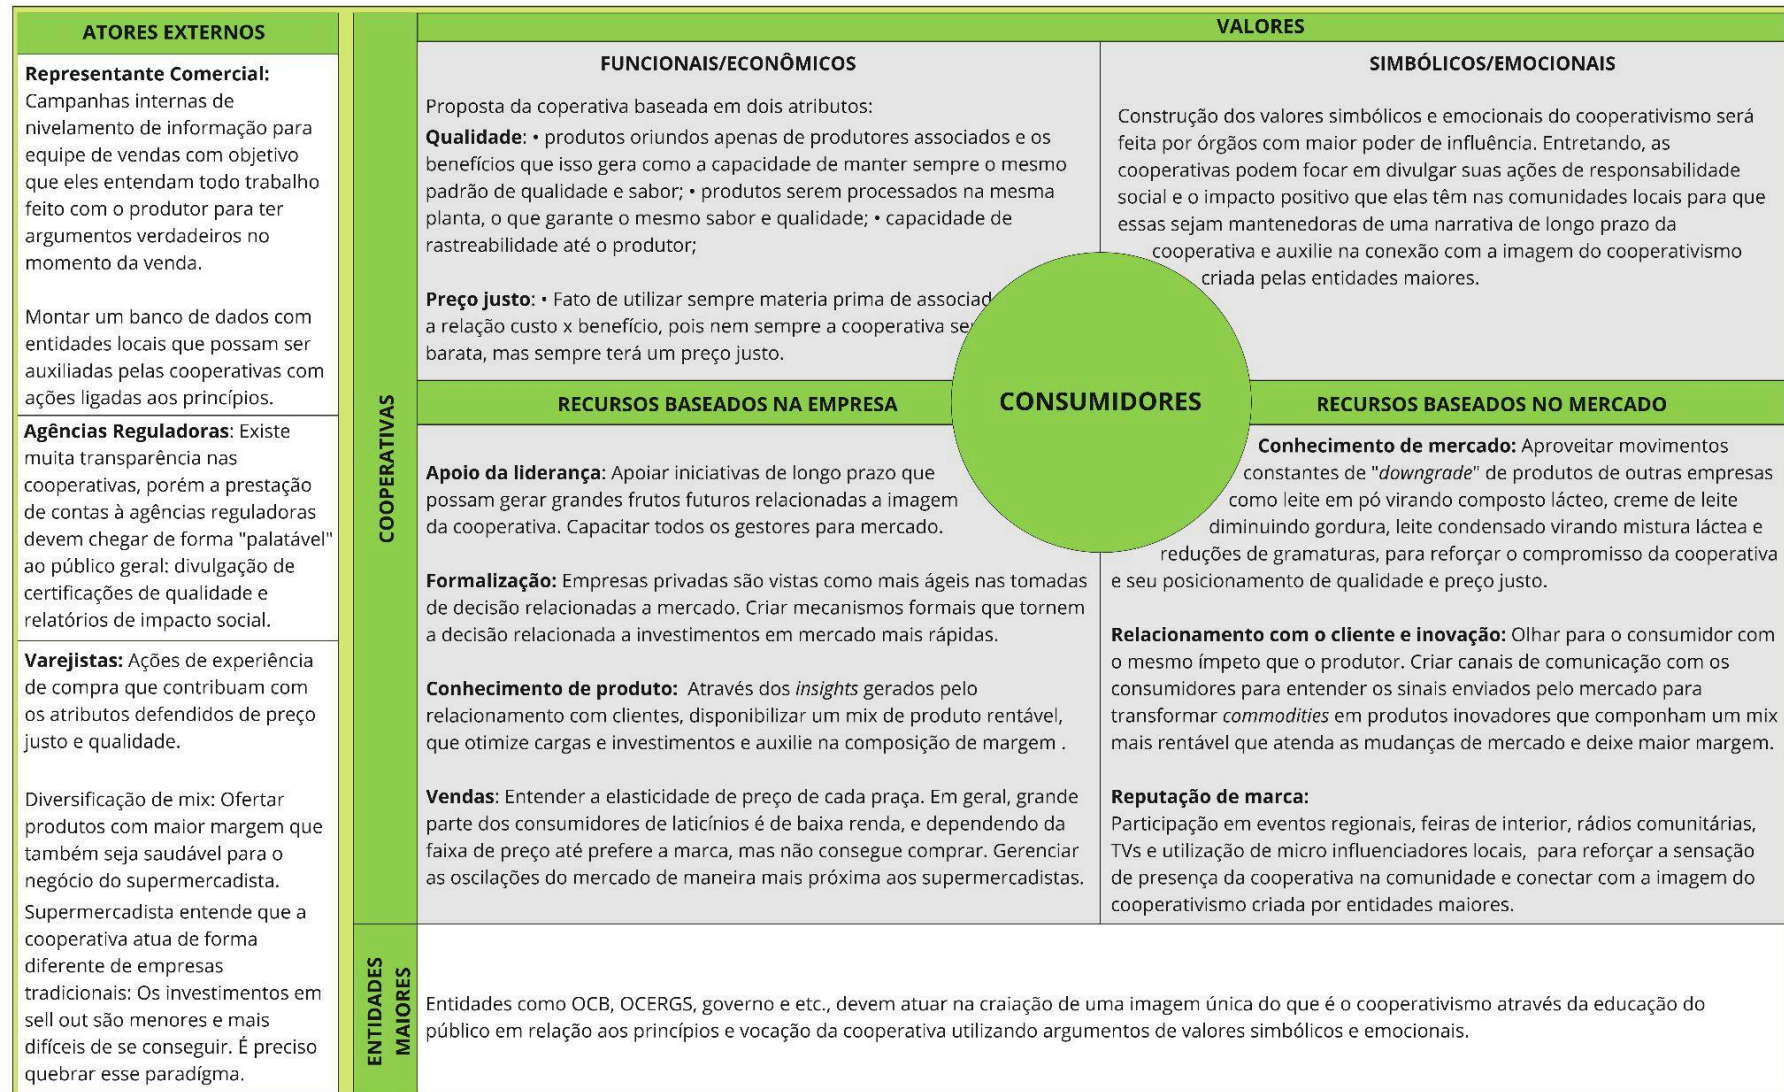 ATORES EXTERNOS
Representante Comercial:
Campanhas internas de
nivelamento de informação para
equipe de vendas com objetivo
que eles entendam todo trabalho
feito com o produtor para ter
argumentos verdadeiros no
momento da venda.
Montar um banco de dados com
entidades locais que possam ser
auxiliadas pelas cooperativas com
ações ligadas aos princípios.
Agências Reguladoras: Existe
muita transparência nas
cooperativas, porém a prestação
de contas à agências reguladoras
devem chegar de forma "palatável"
ao público geral: divulgação de
certificações de qualidade e
relatórios de impacto social.
Varejistas: Ações de experiência
de compra que contribuam com
os atributos defendidos de preço
justo e qualidade.
Diversificação de mix: Ofertar
produtos com maior margem que
também seja saudável para o
negócio do supermercadista.
Supermercadista entende que a
cooperativa atua de forma
diferente de empresas
tradicionais: Os investimentos em
sell out são menores e mais
difíceis de se conseguir. É preciso
quebrar esse paradígma.
COOPERATIVAS
VALORES
FUNCIONAIS/ECONÔMICOS
Proposta da coperativa baseada em dois atributos:
Qualidade: • produtos oriundos apenas de produtores associados e os
benefícios que isso gera como a capacidade de manter sempre o mesmo
padrão de qualidade e sabor; • produtos serem processados na mesma
planta, o que garante o mesmo sabor e qualidade; • capacidade de
rastreabilidade até o produtor;
Preço justo: • Fato de utilizar sempre materia prima de associad
a relação custo x benefício, pois nem sempre a cooperativa se
barata, mas sempre terá um preço justo.
SIMBÓLICOS/EMOCIONAIS
Construção dos valores simbólicos e emocionais do cooperativismo será
feita por órgãos com maior poder de influência. Entretando, as
cooperativas podem focar em divulgar suas ações de responsabilidade
social e o impacto positivo que elas têm nas comunidades locais para que
essas sejam mantenedoras de uma narrativa de longo prazo da
cooperativa e auxilie na conexão com a imagem do cooperativismo
criada pelas entidades maiores.
CONSUMIDORES
RECURSOS BASEADOS NA EMPRESA
Apoio da liderança: Apoiar iniciativas de longo prazo que
possam gerar grandes frutos futuros relacionadas a imagem
da cooperativa. Capacitar todos os gestores para mercado.
Formalização: Empresas privadas são vistas como mais ágeis nas tomadas
de decisão relacionadas a mercado. Criar mecanismos formais que tornem
a decisão relacionada a investimentos em mercado mais rápidas.
Conhecimento de produto: Através dos insights gerados pelo
relacionamento com clientes, disponibilizar um mix de produto rentável,
que otimize cargas e investimentos e auxilie na composição de margem .
Vendas: Entender a elasticidade de preço de cada praça. Em geral, grande
parte dos consumidores de laticínios é de baixa renda, e dependendo da
faixa de preço até prefere a marca, mas não consegue comprar. Gerenciar
as oscilações do mercado de maneira mais próxima aos supermercadistas.
RECURSOS BASEADOS NO MERCADO
Conhecimento de mercado: Aproveitar movimentos
constantes de "downgrade" de produtos de outras empresas
como leite em pó virando composto lácteo, creme de leite
diminuindo gordura, leite condensado virando mistura láctea e
reduções de gramaturas, para reforçar o compromisso da cooperativa
e seu posicionamento de qualidade e preço justo.
Relacionamento com o cliente e inovação: Olhar para o consumidor com
o mesmo ímpeto que o produtor. Criar canais de comunicação com os
consumidores para entender os sinais enviados pelo mercado para
transformar commodities em produtos inovadores que componham um mix
mais rentável que atenda as mudanças de mercado e deixe maior margem.
Reputação de marca:
Participação em eventos regionais, feiras de interior, rádios comunitárias,
TVs e utilização de micro influenciadores locais, para reforçar a sensação
de presença da cooperativa na comunidade e conectar com a imagem do
cooperativismo criada por entidades maiores.
ENTIDADES
MAIORES
Entidades como OCB, OCERGS, governo e etc., devem atuar na craiação de uma imagem única do que é o cooperativismo através da educação do
público em relação aos princípios e vocação da cooperativa utilizando argumentos de valores simbólicos e emocionais.